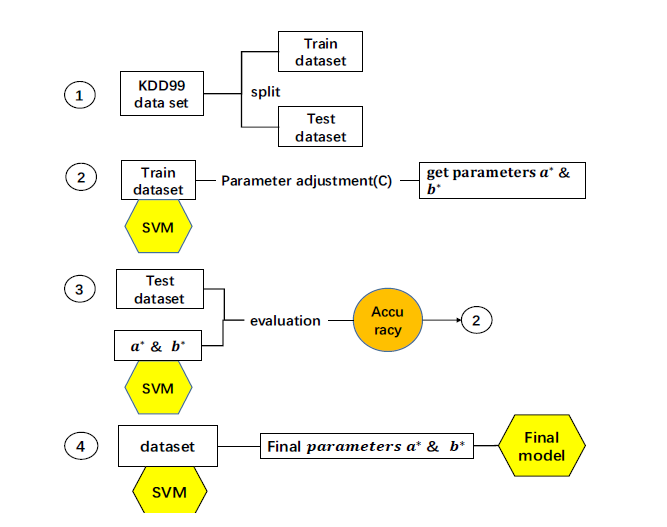 Train
dataset
1
KDD99
data set
split
Test
dataset
2
Train
dataset
Parameter adjustment(C)
get parameters a* &
b*
SVM
3
Test
dataset
evaluation
Accu
racy
2
a* & b*
SVM
4
dataset
Final parameters a* & b*
Final
model
SVM